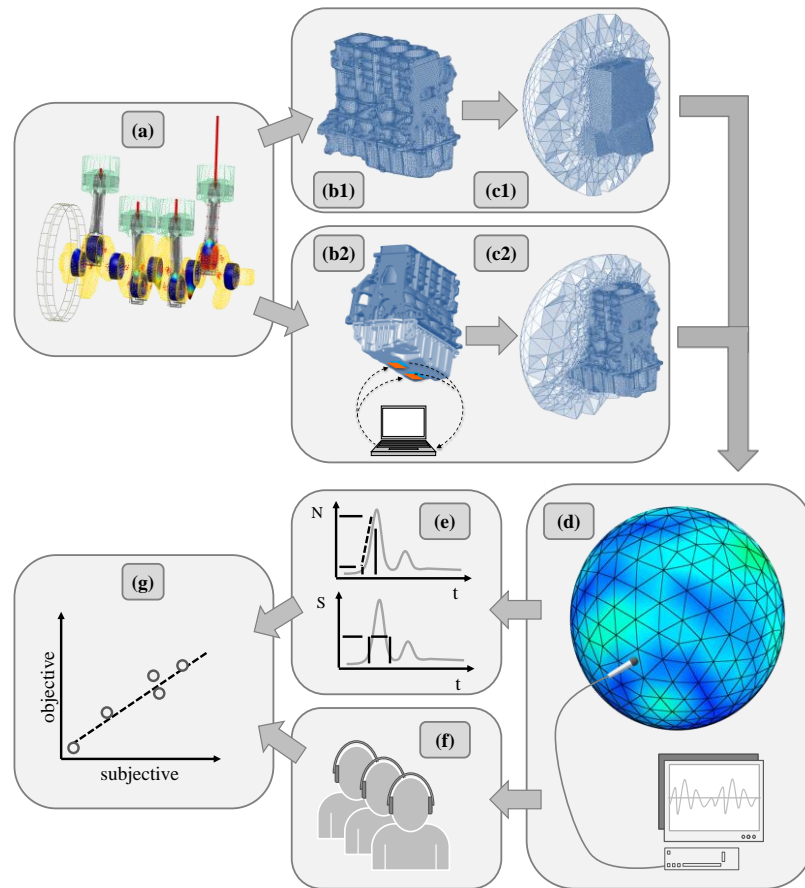 (a)
(b1)
(c1)
(b2)
(c2)
(d)
(e)
N
t
S
t
(f)
(g)
objective
subjective